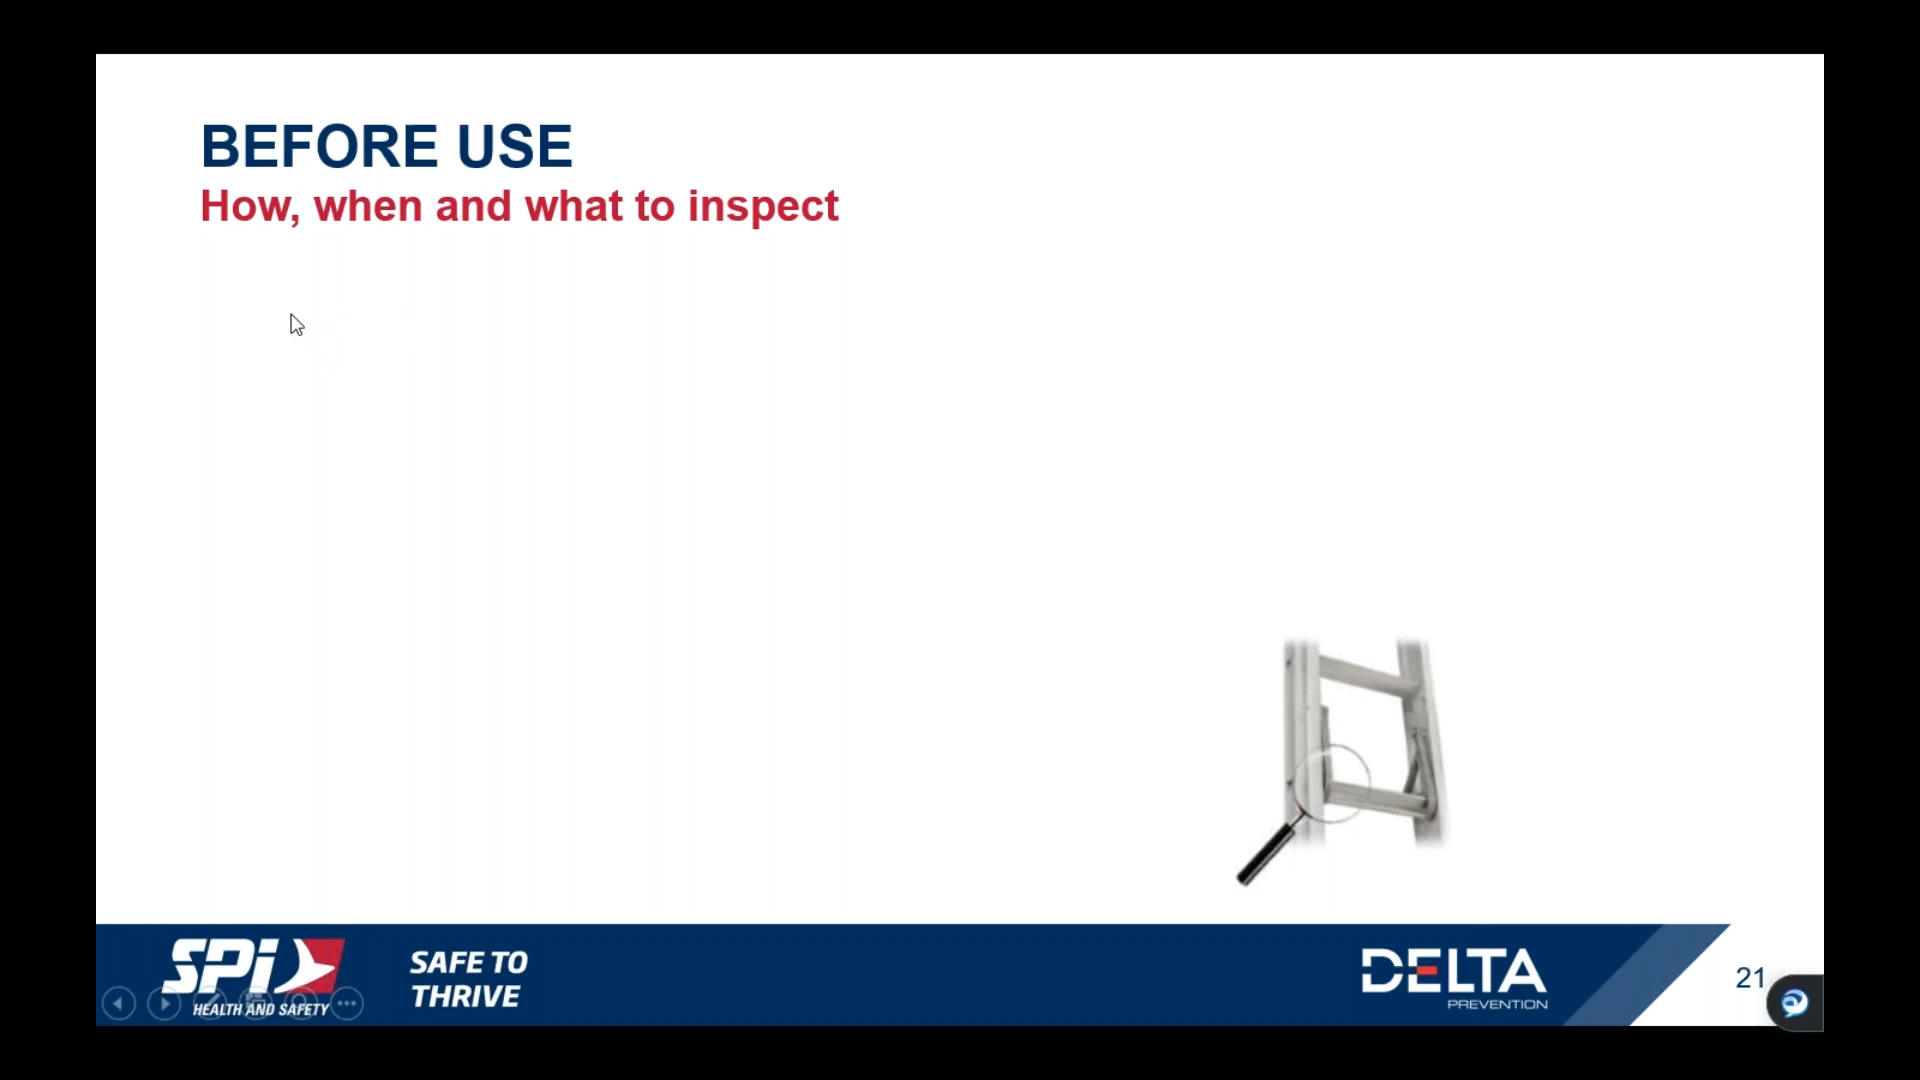 BEFORE USE
How, when and what to inspect
SPi
HEALTH AND SAFETY
SAFE TO
THRIVE
DELTA
PREVENTION
21